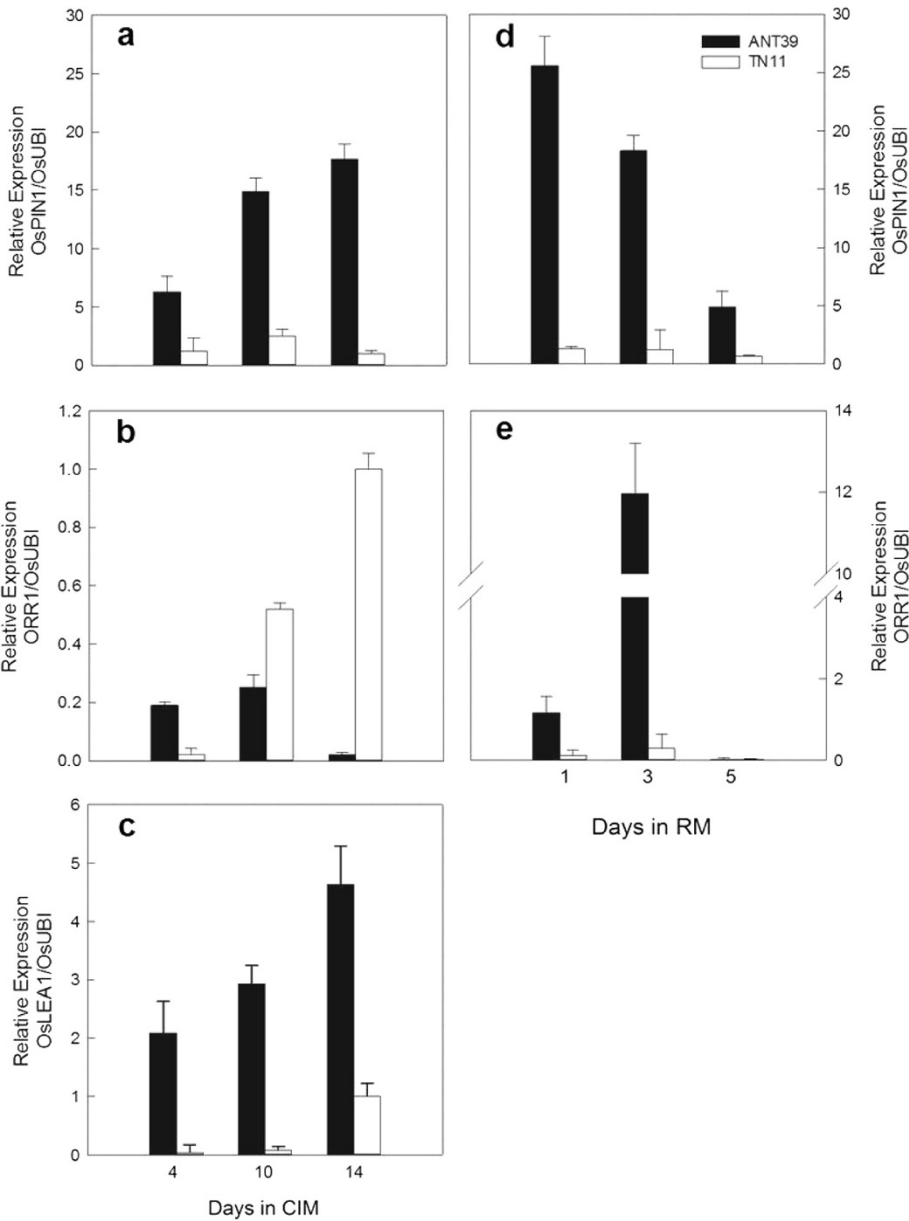 a
30
25
20
15
10
5
0
Relative Expression
OsPIN1/OsUBI
d
ANT39
TN11
30
25
20
15
10
5
0
Relative Expression
OsPIN1/OsUBI
b
1.2
1.0
0.8
0.6
0.4
0.2
0.0
Relative Expression
ORR1/OsUBI
e
14
12
10
4
2
0
Relative Expression
ORR1/OsUBI
1 3 5
Days in RM
c
6
5
4
3
2
1
0
Relative Expression
OsLEA1/OsUBI
4 10 14
Days in CIM